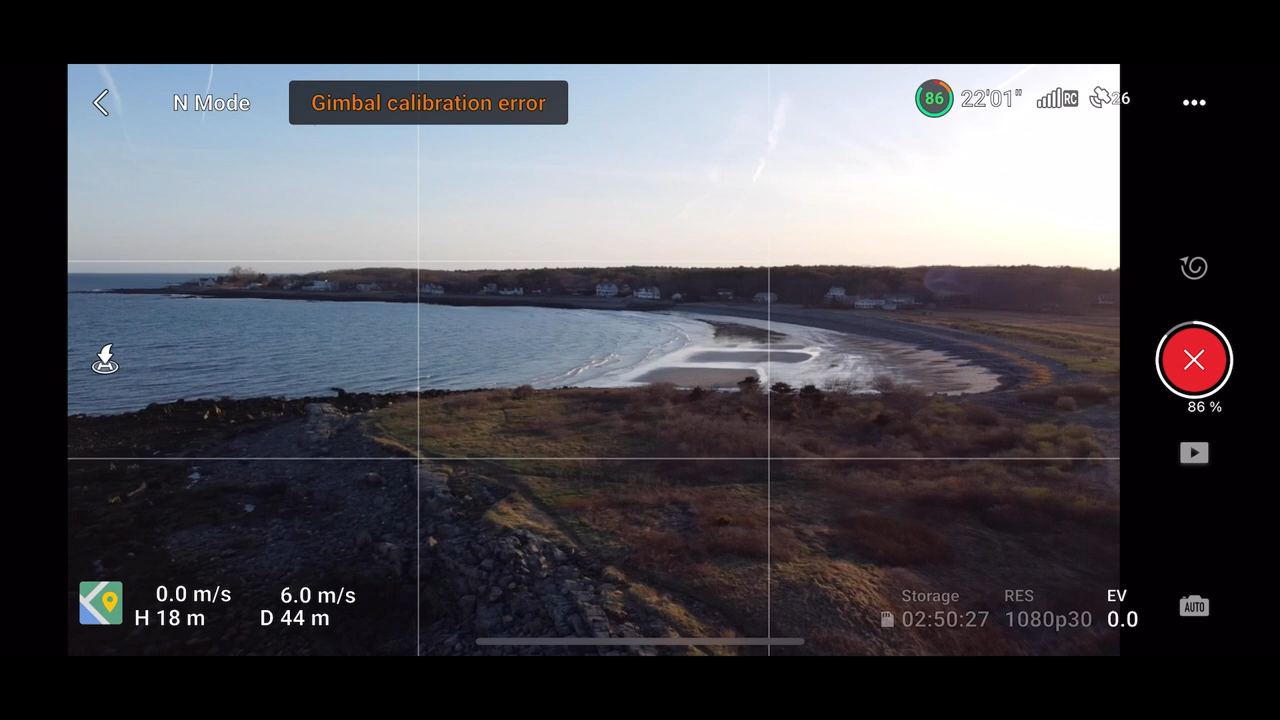 N Mode
Gimbal calibration error
86
22'01"
RC
26
86 %
0.0 m/s
6.0 m/s
H 18 m
D 44 m
Storage
RES
EV
02:50:27
1080p30
0.0
AUTO